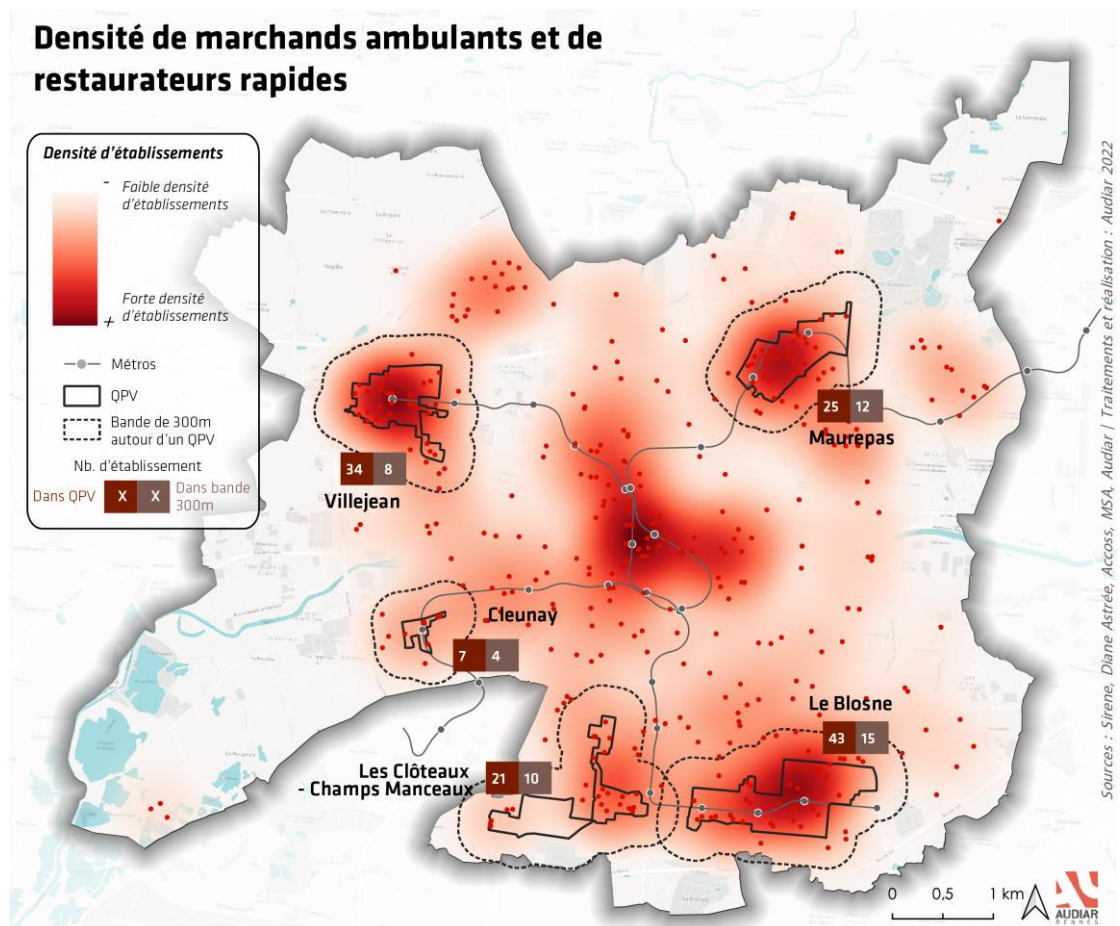 Densité de marchands ambulants et de
restaurateurs rapides
Densité d'établissements
-
Faible densité
d'établissements
Forte densité
+
d'établissements
Métros
QPV
Bande de 300m
autour d'un QPV
Nb. d'établissement
Dans QPV
X
X
Dans bande
300m
34
8
Villejean
25
12
Maurepas
Cleunay
7
4
Le Blosne
43
15
Les Clôteaux
- Champs Manceaux
21
10
0
0,5
1 km
AUDIAR
RENNES
Sources : Sirene, Diane Astrée, Accoss, MSA, Audiar / Traitements et réalisation : Audiar 2022